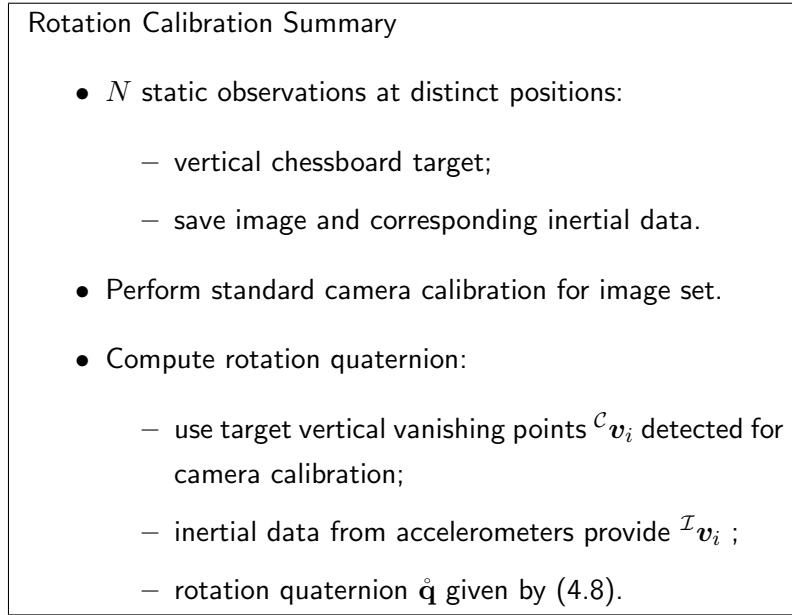 Rotation Calibration Summary
• N static observations at distinct positions:
– vertical chessboard target;
– save image and corresponding inertial data.
• Perform standard camera calibration for image set.
• Compute rotation quaternion:
– use target vertical vanishing points ᶜvᵢ detected for
camera calibration;
– inertial data from accelerometers provide ᴵvᵢ ;
– rotation quaternion q̊ given by (4.8).